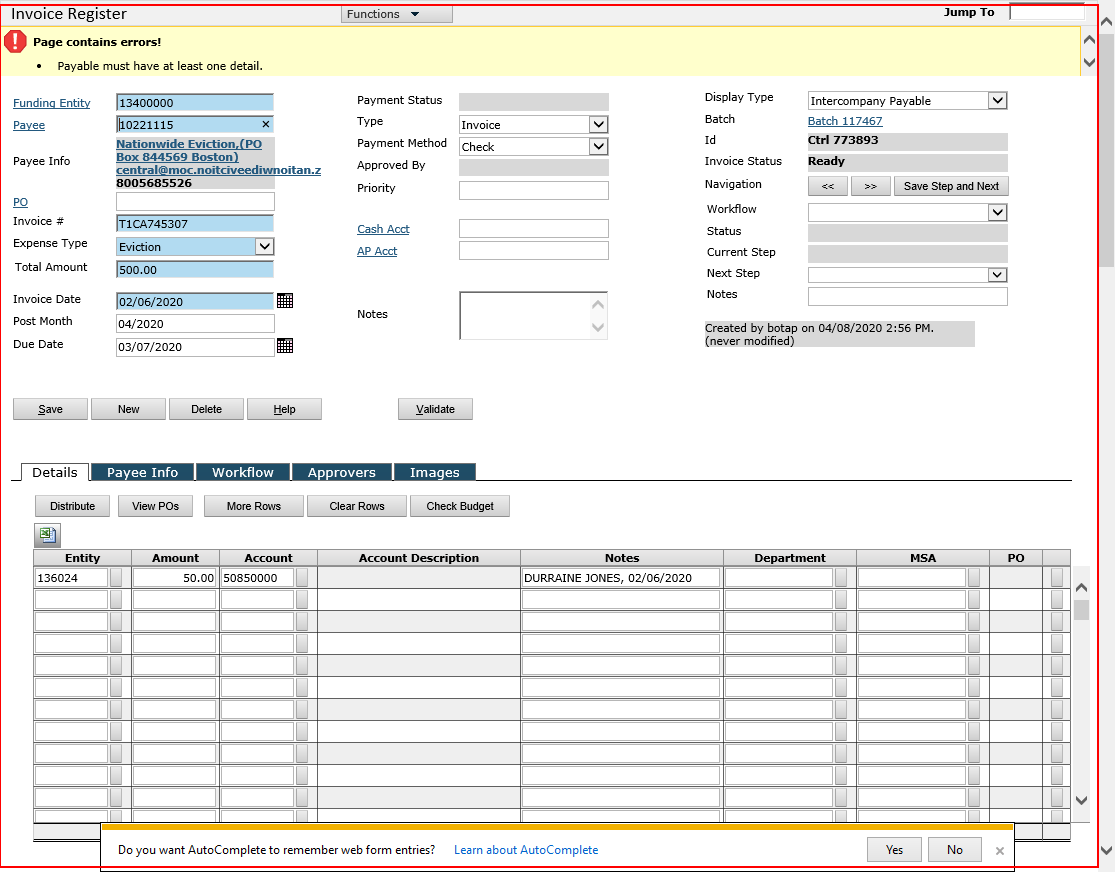 Invoice Register
Functions
Jump To
Page contains errors!
• Payable must have at least one detail.
Funding Entity 13400000
Payee 10221115 ×
Payee Info
Nationwide Eviction,(PO
Box 844569 Boston)
central@moc.noitciveediwnoitan.z
8005685526
PO
Invoice # T1CA745307
Expense Type Eviction
Total Amount 500.00
Invoice Date 02/06/2020
Post Month 04/2020
Due Date 03/07/2020
Payment Status
Type Invoice
Payment Method Check
Approved By
Priority
Cash Acct
AP Acct
Notes
Display Type Intercompany Payable
Batch Batch 117467
Id Ctrl 773893
Invoice Status Ready
Navigation << >> Save Step and Next
Workflow
Status
Current Step
Next Step
Notes
Created by botap on 04/08/2020 2:56 PM.
(never modified)
Save New Delete Help Validate
Details Payee Info Workflow Approvers Images
Distribute View POs More Rows Clear Rows Check Budget
Entity Amount Account Account Description Notes Department MSA PO
136024 50.00 50850000 DURRAINE JONES, 02/06/2020
Do you want AutoComplete to remember web form entries? Learn about AutoComplete Yes No ×